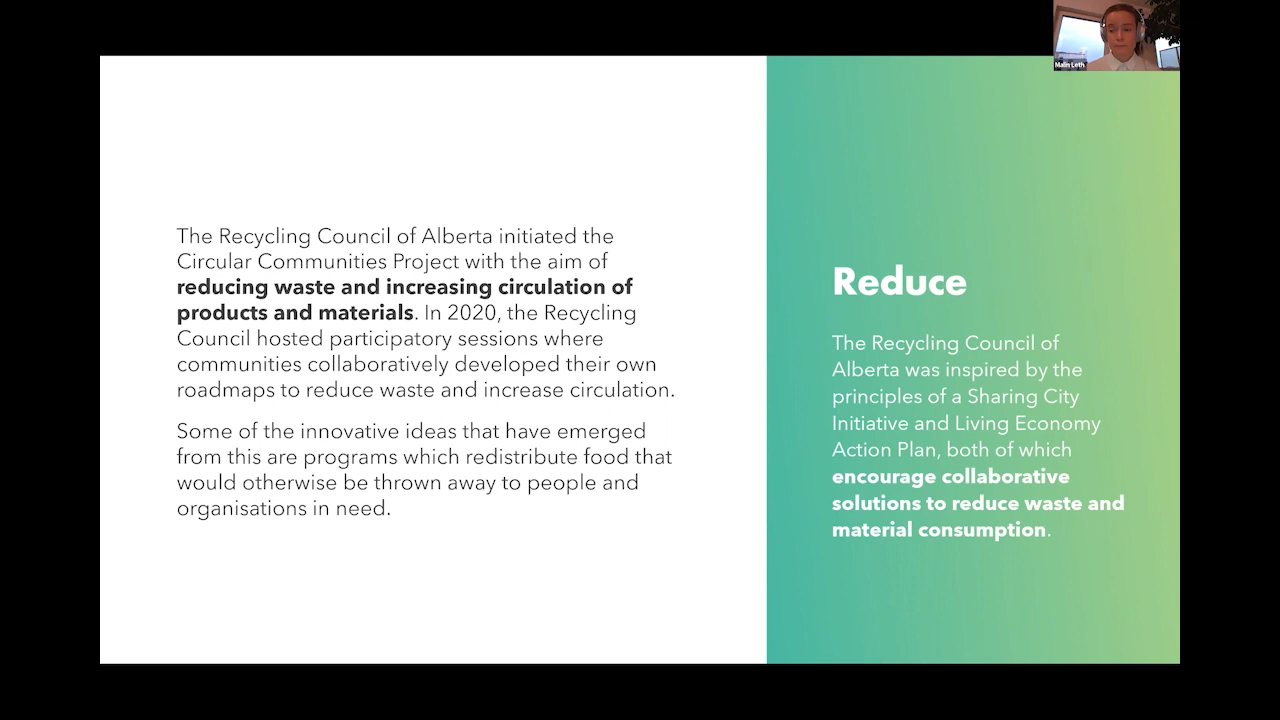 Malin Leth
The Recycling Council of Alberta initiated the
Circular Communities Project with the aim of
reducing waste and increasing circulation of
products and materials. In 2020, the Recycling
Council hosted participatory sessions where
communities collaboratively developed their own
roadmaps to reduce waste and increase circulation.
Some of the innovative ideas that have emerged
from this are programs which redistribute food that
would otherwise be thrown away to people and
organisations in need.
Reduce
The Recycling Council of
Alberta was inspired by the
principles of a Sharing City
Initiative and Living Economy
Action Plan, both of which
encourage collaborative
solutions to reduce waste and
material consumption.